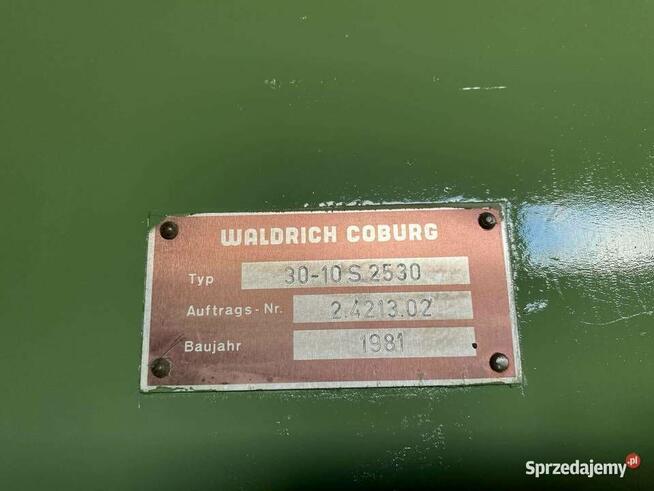 WALDRICH COBURG
Typ 30-10 S 2530
Auftrags-Nr. 2.4213.02
Baujahr 1981
Sprzedajemy.pl